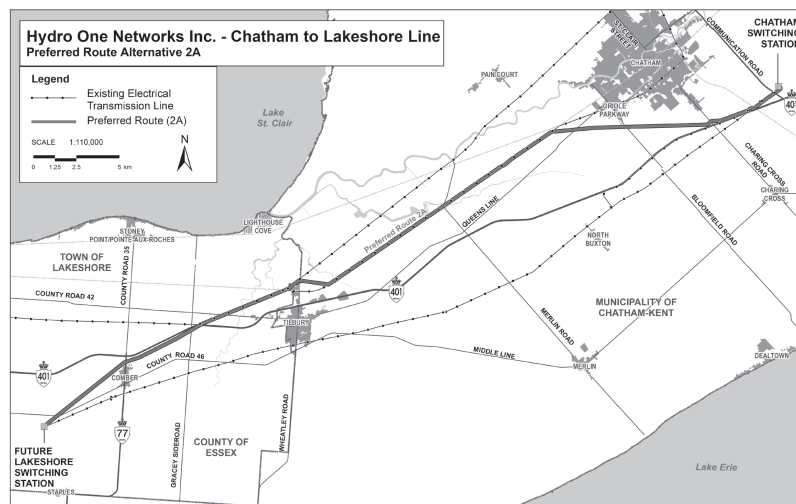 Hydro One Networks Inc. - Chatham to Lakeshore Line
Preferred Route Alternative 2A
Legend
Existing Electrical
Transmission Line
Preferred Route (2A)
SCALE 1:110,000
N
0 1.25 2.5 5 km
Lake
St. Clair
PAIN COURT
ST. CLAIR
STREET
CHATHAM
COMMUNICATION ROAD
CHATHAM
SWITCHING
STATION
401
ORIOLE
PARKWAY
CHARING CROSS
ROAD
CHARING
CROSS
LIGHTHOUSE
COVE
STONEY
POINT/POINTE-AUX-ROCHES
TOWN OF
LAKESHORE
COUNTY ROAD 35
COUNTY ROAD 42
Preferred Route 2A
QUEENS LINE
BLOOMFIELD ROAD
NORTH
BUXTON
401
MUNICIPALITY OF
CHATHAM-KENT
TILBURY
MERLIN ROAD
COUNTY ROAD 46
MIDDLE LINE
MERLIN
DEALTOWN
401
COMBER
77
GRACEY SIDEROAD
COUNTY OF
ESSEX
WHEATLEY ROAD
FUTURE
LAKESHORE
SWITCHING
STATION
STAPLES
Lake Erie